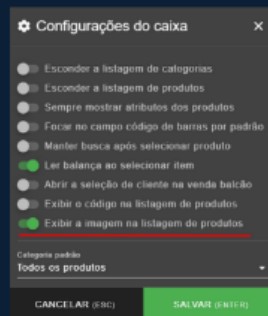 Configurações do caixa
Esconder a listagem de categorias
Esconder a listagem de produtos
Sempre mostrar atributos dos produtos
Focar no campo código de barras por padrão
Manter busca após selecionar produto
Ler balança ao selecionar item
Abrir a seleção de cliente na venda balcão
Exibir o código na listagem de produtos
Exibir a imagem na listagem de produtos
Categoria padrão
Todos os produtos
CANCELAR (ESC) SALVAR (ENTER)